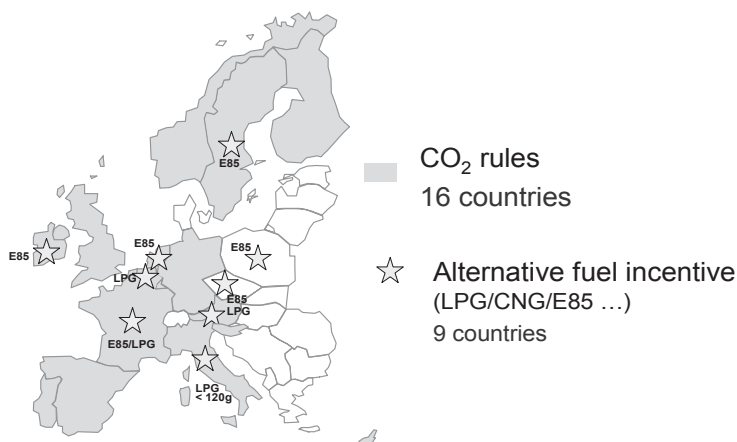 E85
CO₂ rules
16 countries
E85
E85
E85
LPG
Alternative fuel incentive
(LPG/CNG/E85 …)
9 countries
E85
LPG
E85/LPG
LPG
< 120g